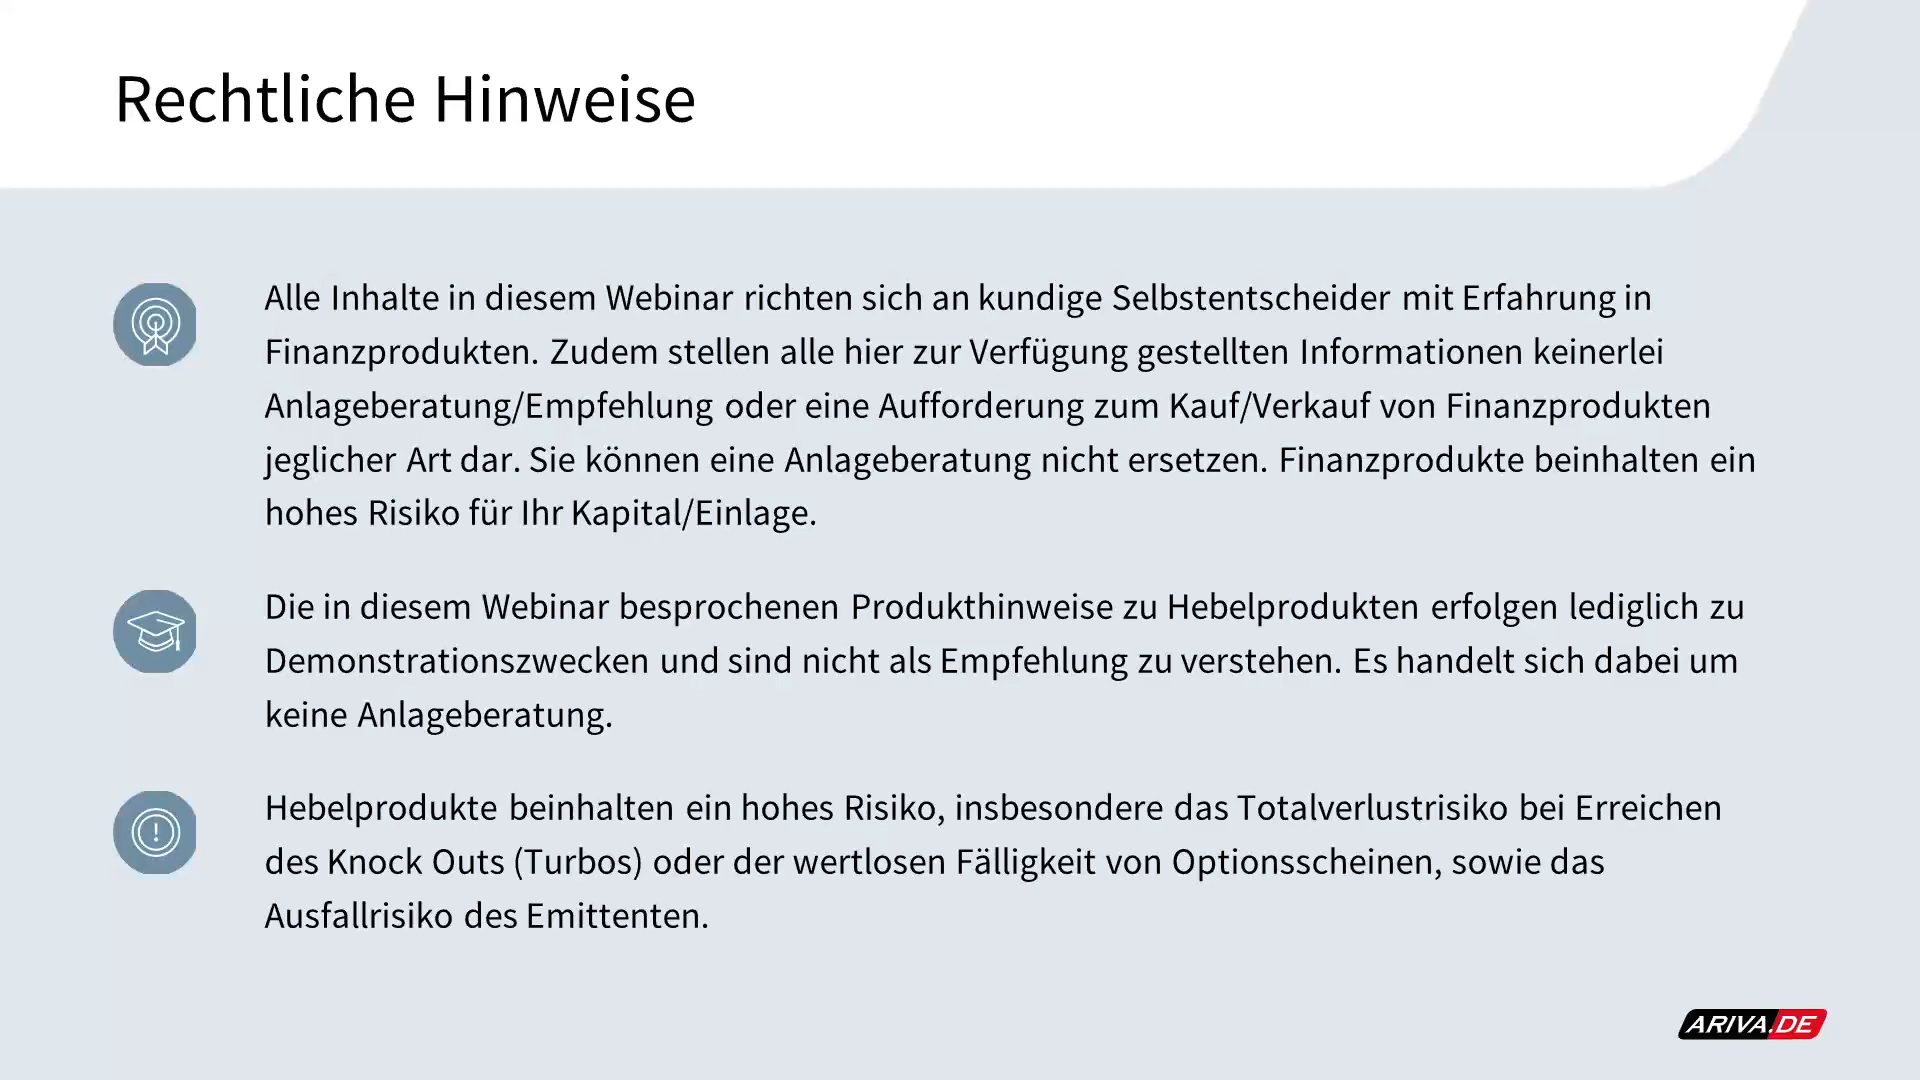 Rechtliche Hinweise
Alle Inhalte in diesem Webinar richten sich an kundige Selbstentscheider mit Erfahrung in
Finanzprodukten. Zudem stellen alle hier zur Verfügung gestellten Informationen keinerlei
Anlageberatung/Empfehlung oder eine Aufforderung zum Kauf/Verkauf von Finanzprodukten
jeglicher Art dar. Sie können eine Anlageberatung nicht ersetzen. Finanzprodukte beinhalten ein
hohes Risiko für Ihr Kapital/Einlage.
Die in diesem Webinar besprochenen Produkthinweise zu Hebelprodukten erfolgen lediglich zu
Demonstrationszwecken und sind nicht als Empfehlung zu verstehen. Es handelt sich dabei um
keine Anlageberatung.
Hebelprodukte beinhalten ein hohes Risiko, insbesondere das Totalverlustrisiko bei Erreichen
des Knock Outs (Turbos) oder der wertlosen Fälligkeit von Optionsscheinen, sowie das
Ausfallrisiko des Emittenten.
ARIVA.DE